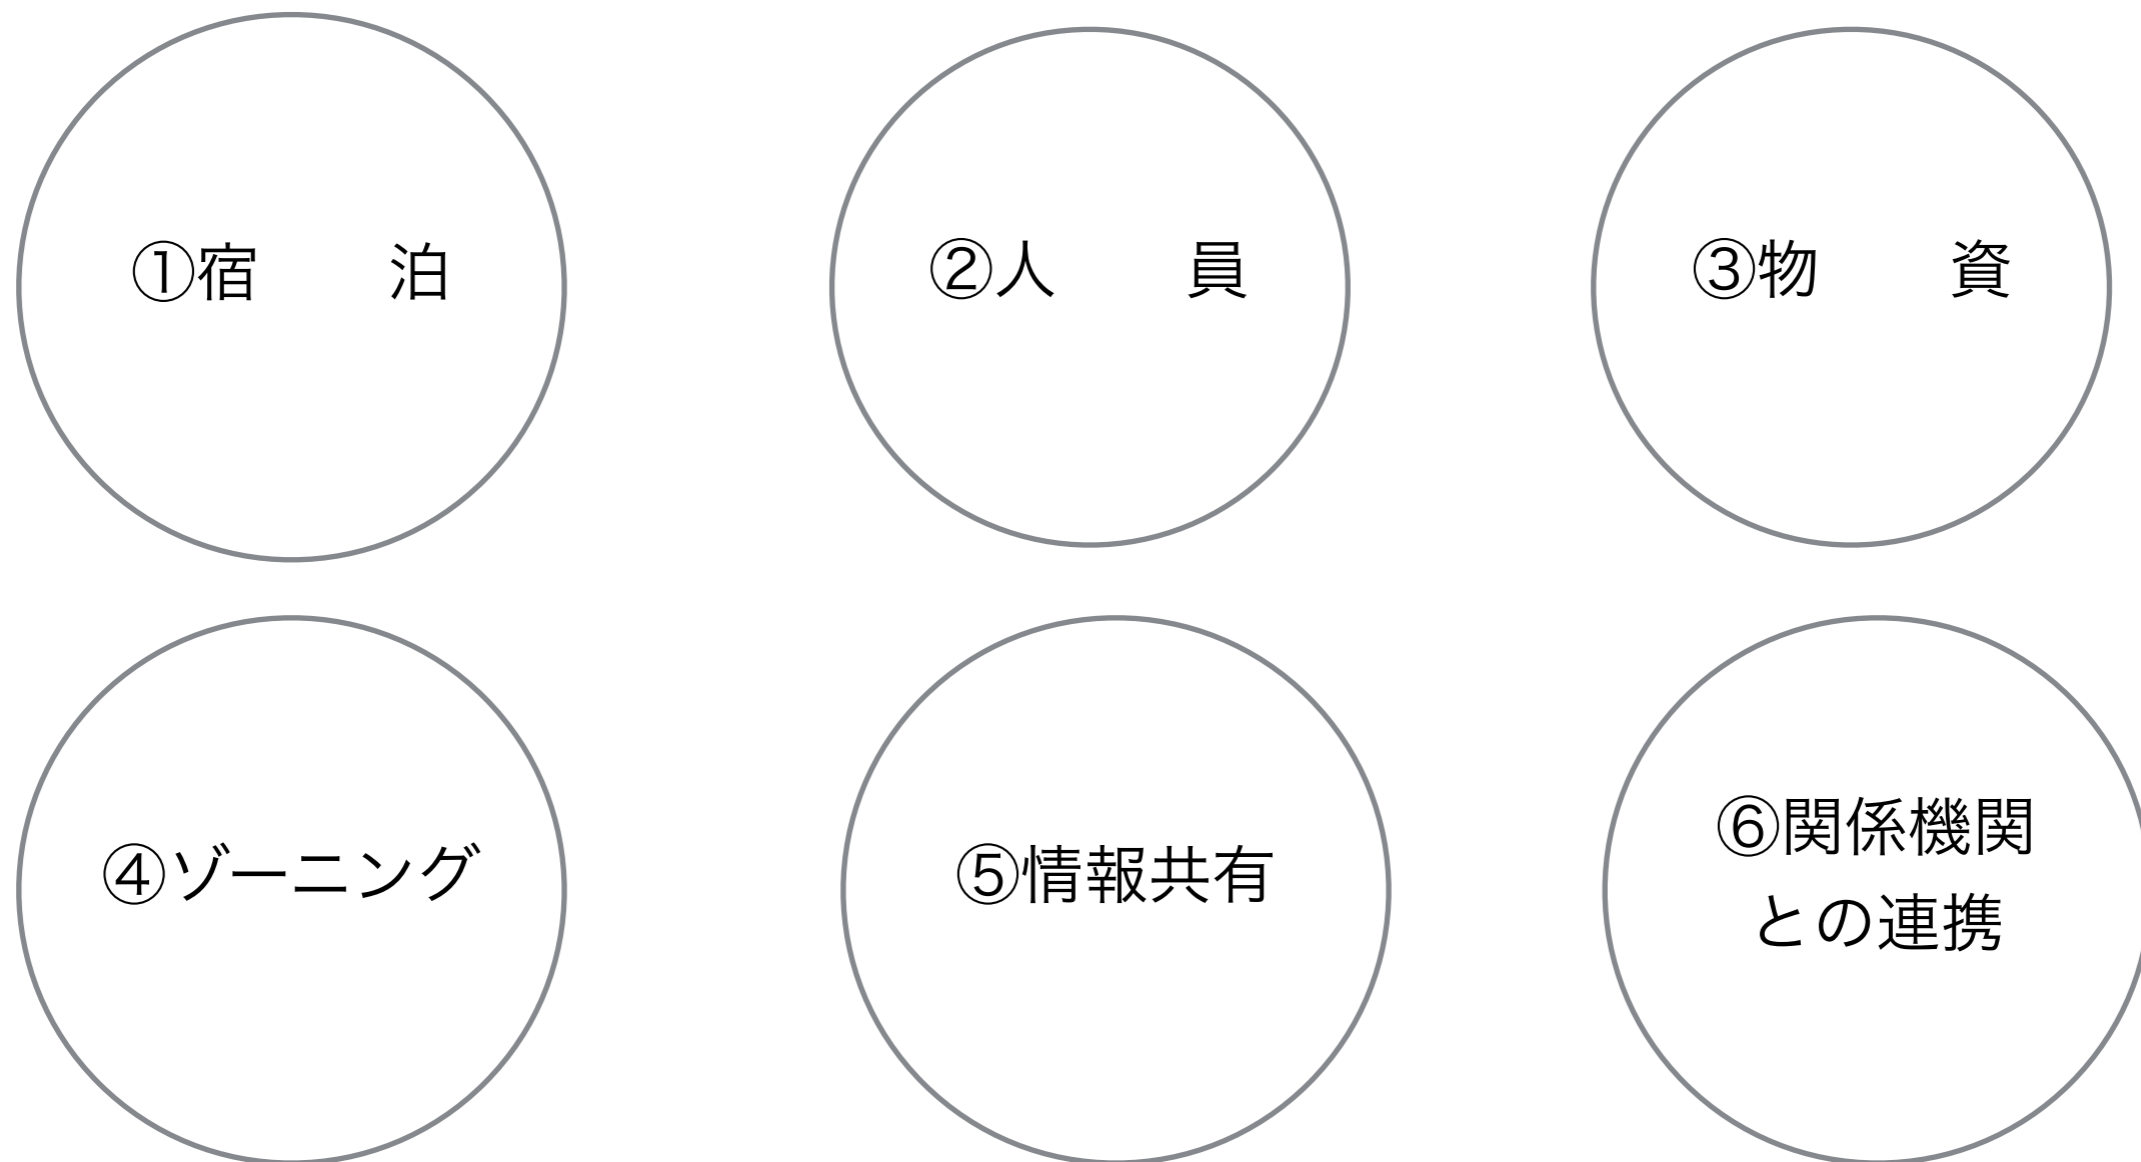 ①宿　　泊
②人　　員
③物　　資
④ゾーニング
⑤情報共有
⑥関係機関
との連携